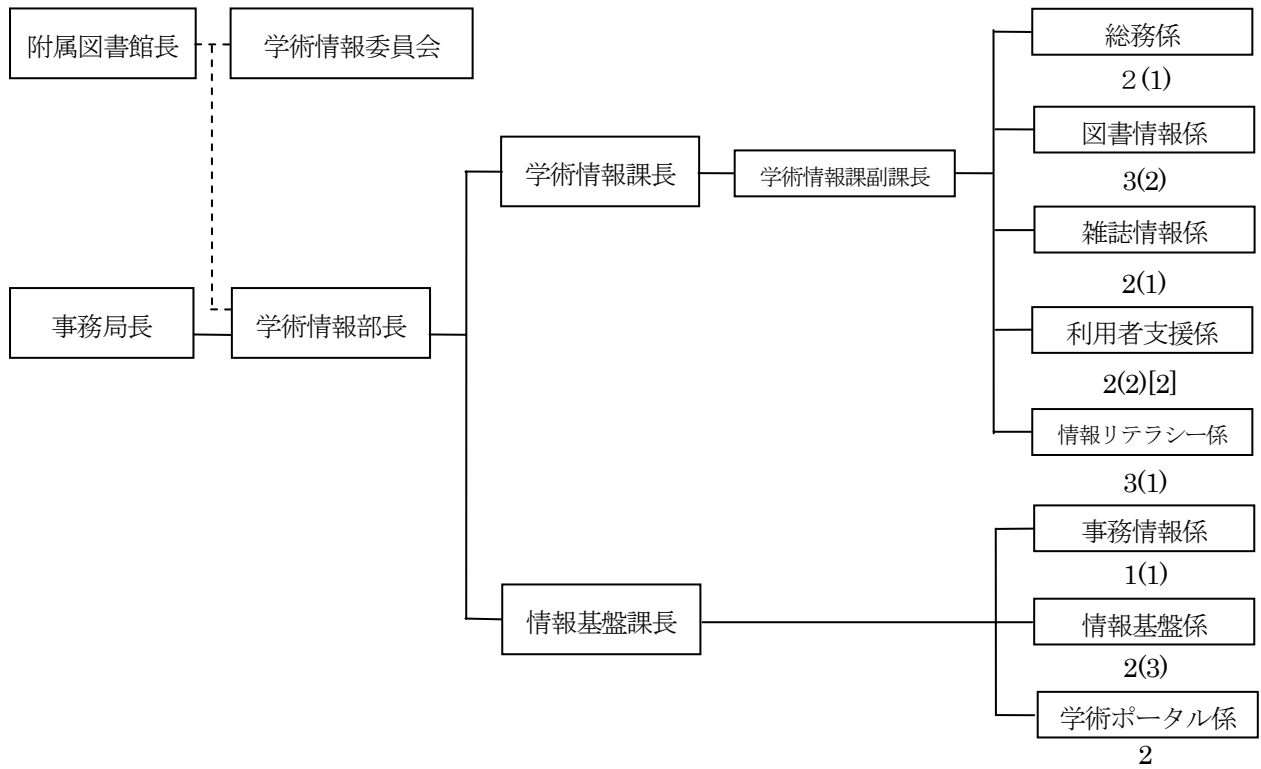 附属図書館長
学術情報委員会
事務局長
学術情報部長
学術情報課長
学術情報課副課長
総務係
2(1)
図書情報係
3(2)
雑誌情報係
2(1)
利用者支援係
2(2)[2]
情報リテラシー係
3(1)
情報基盤課長
事務情報係
1(1)
情報基盤係
2(3)
学術ポータル係
2